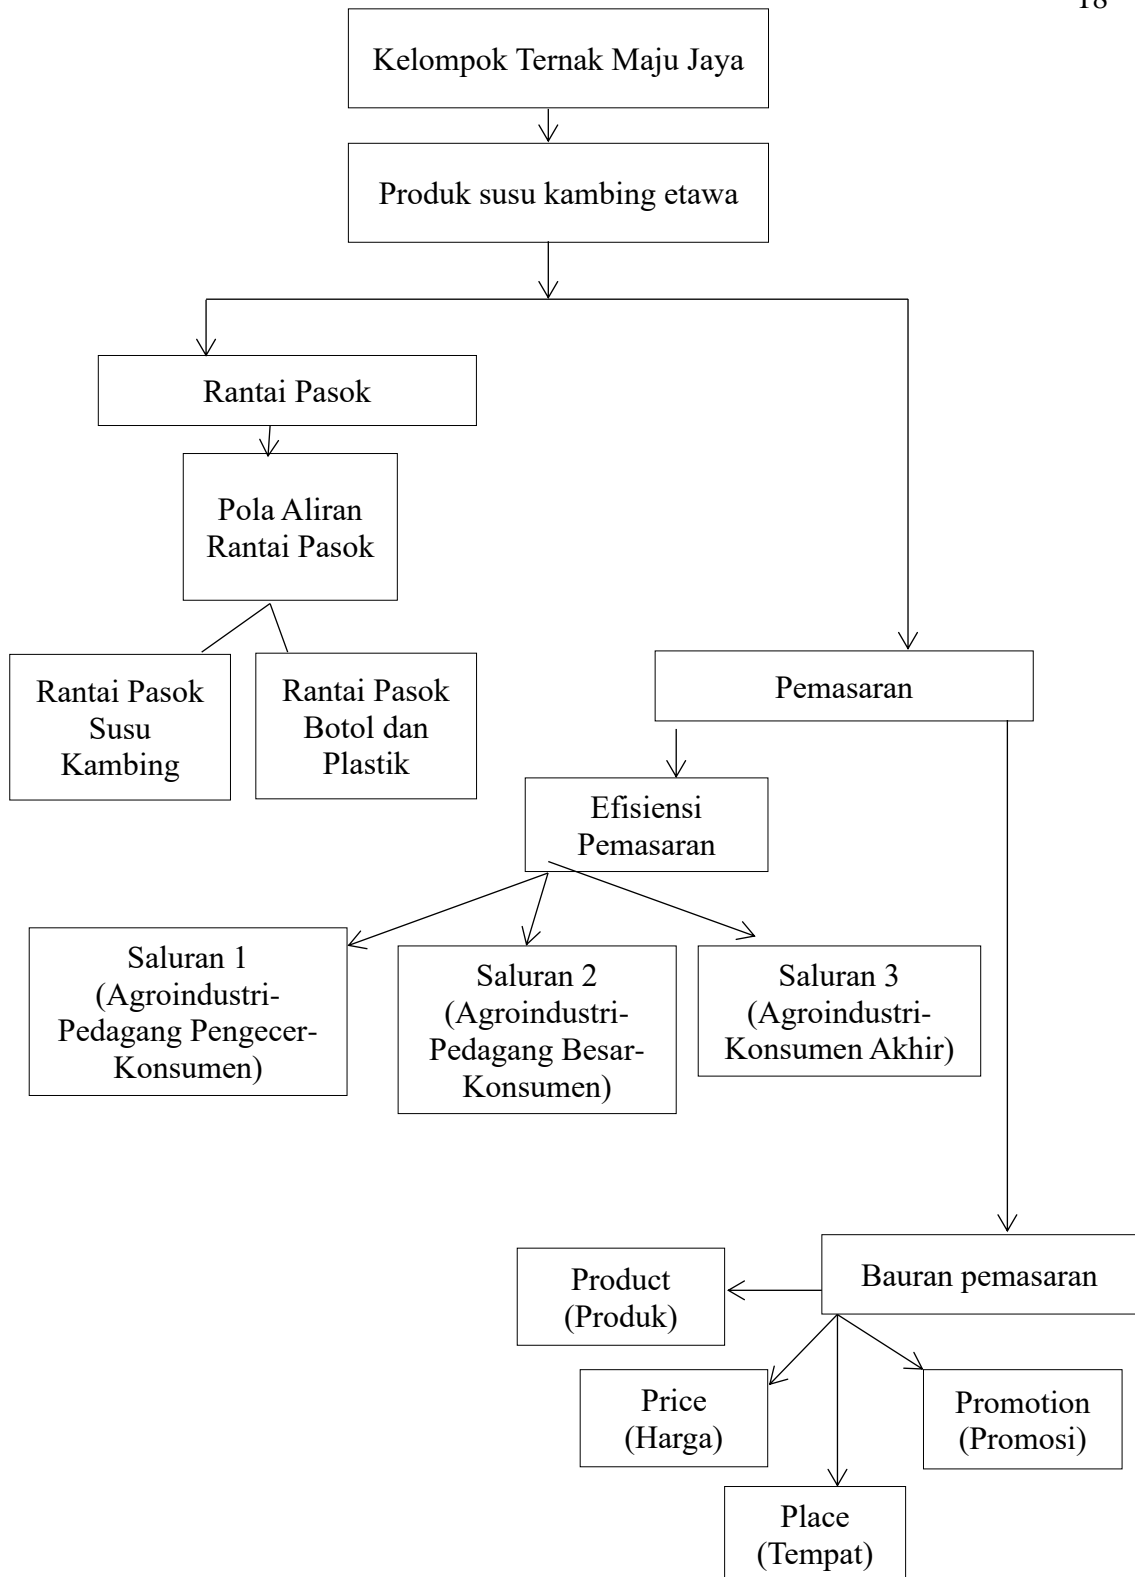 18
Kelompok Ternak Maju Jaya
Produk susu kambing etawa
Rantai Pasok
Pola Aliran
Rantai Pasok
Rantai Pasok
Susu
Kambing
Rantai Pasok
Botol dan
Plastik
Pemasaran
Efisiensi
Pemasaran
Saluran 1
(Agroindustri-
Pedagang Pengecer-
Konsumen)
Saluran 2
(Agroindustri-
Pedagang Besar-
Konsumen)
Saluran 3
(Agroindustri-
Konsumen Akhir)
Bauran pemasaran
Product
(Produk)
Price
(Harga)
Promotion
(Promosi)
Place
(Tempat)